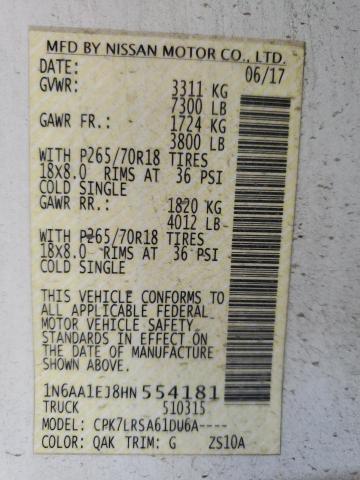 MFD BY NISSAN MOTOR CO., LTD.
DATE: 06/17
GVWR: 3311 KG
7300 LB
GAWR FR.: 1724 KG
3800 LB
WITH P265/70R18 TIRES
18X8.0 RIMS AT 36 PSI
COLD SINGLE
GAWR RR.: 1820 KG
4012 LB
WITH P265/70R18 TIRES
18X8.0 RIMS AT 36 PSI
COLD SINGLE
THIS VEHICLE CONFORMS TO
ALL APPLICABLE FEDERAL
MOTOR VEHICLE SAFETY
STANDARDS IN EFFECT ON
THE DATE OF MANUFACTURE
SHOWN ABOVE.
1N6AA1EJ8HN 554181
TRUCK 510315
MODEL: CPK7LRSA61DU6A----
COLOR: QAK TRIM: G ZS10A